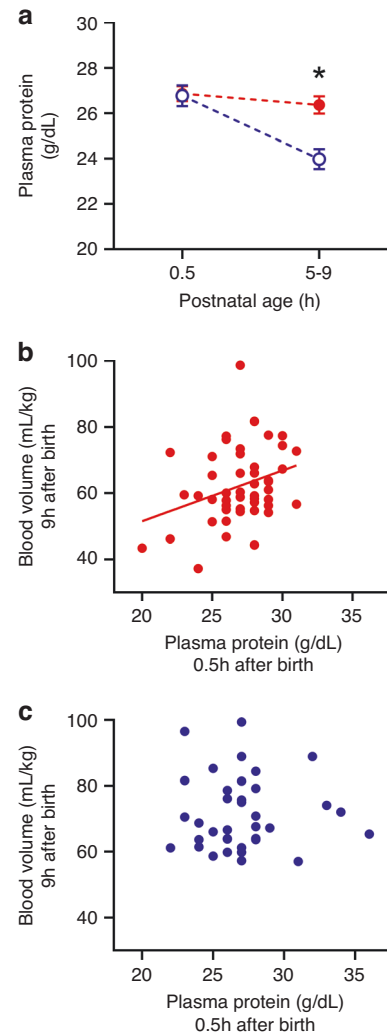 a
30
28
26
24
22
20
*
Plasma protein
(g/dL)
0.5
5-9
Postnatal age (h)
b
100
80
60
40
Blood volume (mL/kg)
9h after birth
20
25
30
35
Plasma protein (g/dL)
0.5h after birth
c
100
80
60
40
Blood volume (mL/kg)
9h after birth
20
25
30
35
Plasma protein (g/dL)
0.5h after birth